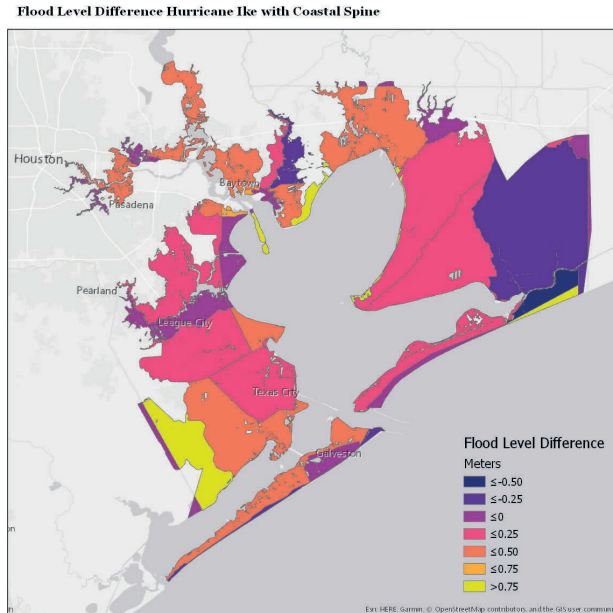 Flood Level Difference Hurricane Ike with Coastal Spine
Houston
Baytown
Pasadena
Pearland
League City
Texas City
Galveston
Flood Level Difference
Meters
≤-0.50
≤-0.25
≤0
≤0.25
≤0.50
≤0.75
>0.75
Esri, HERE, Garmin, © OpenStreetMap contributors, and the GIS user commun